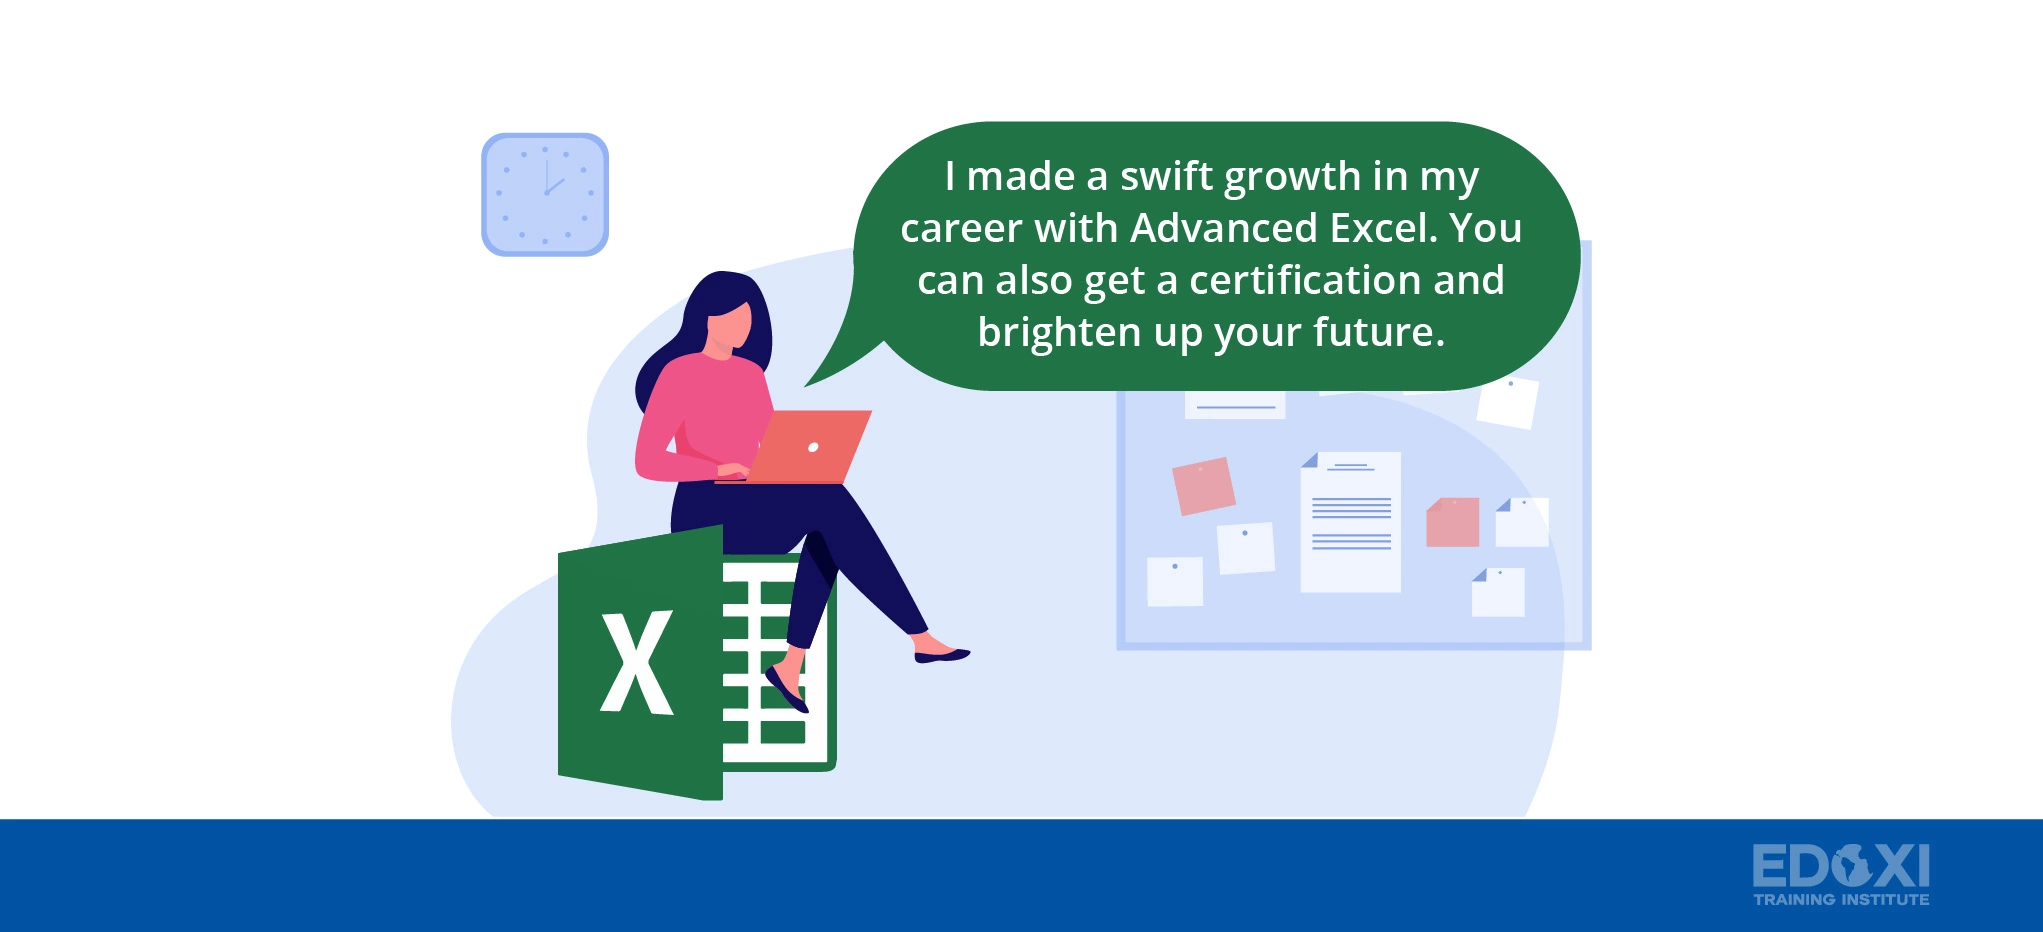 I made a swift growth in my
career with Advanced Excel. You
can also get a certification and
brighten up your future.
X
EDOXI
TRAINING INSTITUTE